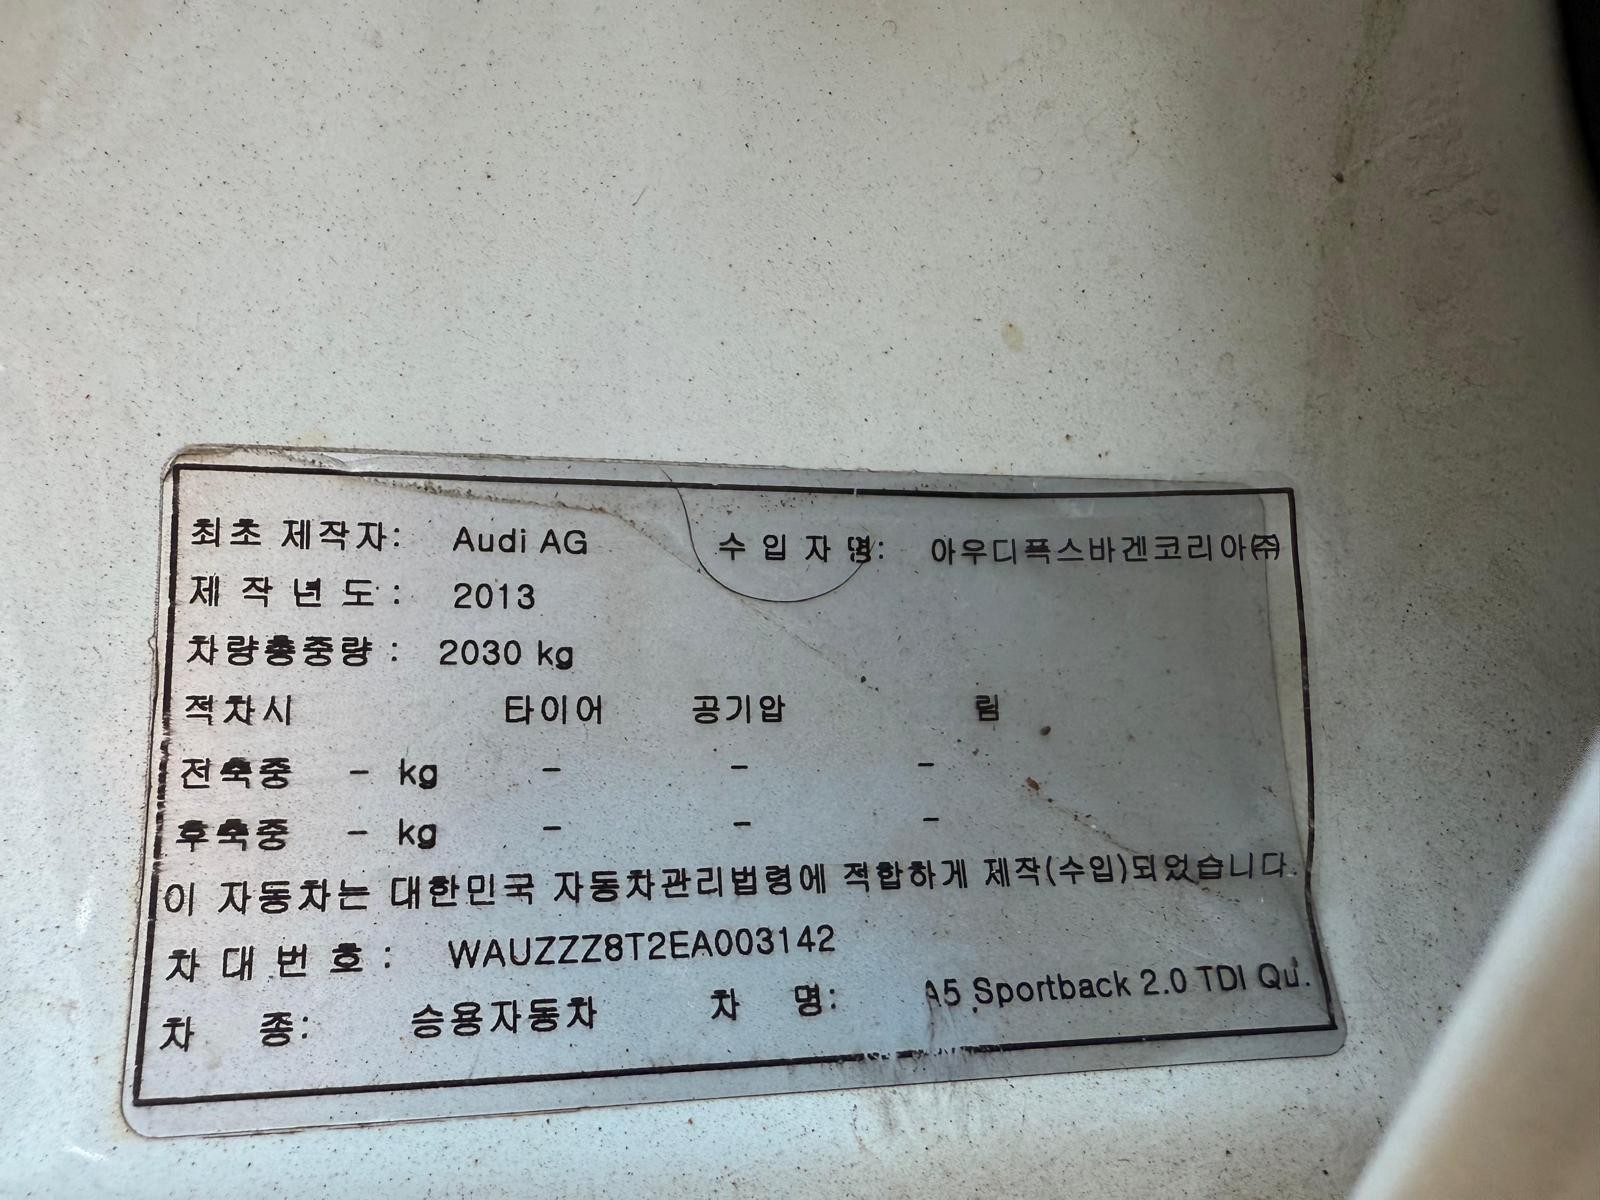 최초 제작자: Audi AG 수 입 자 명: 아우디폭스바겐코리아㈜
제 작 년 도 : 2013
차량총중량 : 2030 kg
적차시 타이어 공기압 림
전축중 - kg - - -
후축중 - kg - - -
이 자동차는 대한민국 자동차관리법령에 적합하게 제작(수입)되었습니다.
차 대 번 호 : WAUZZZ8T2EA003142
차 종: 승용자동차 차 명: A5 Sportback 2.0 TDI Qu.